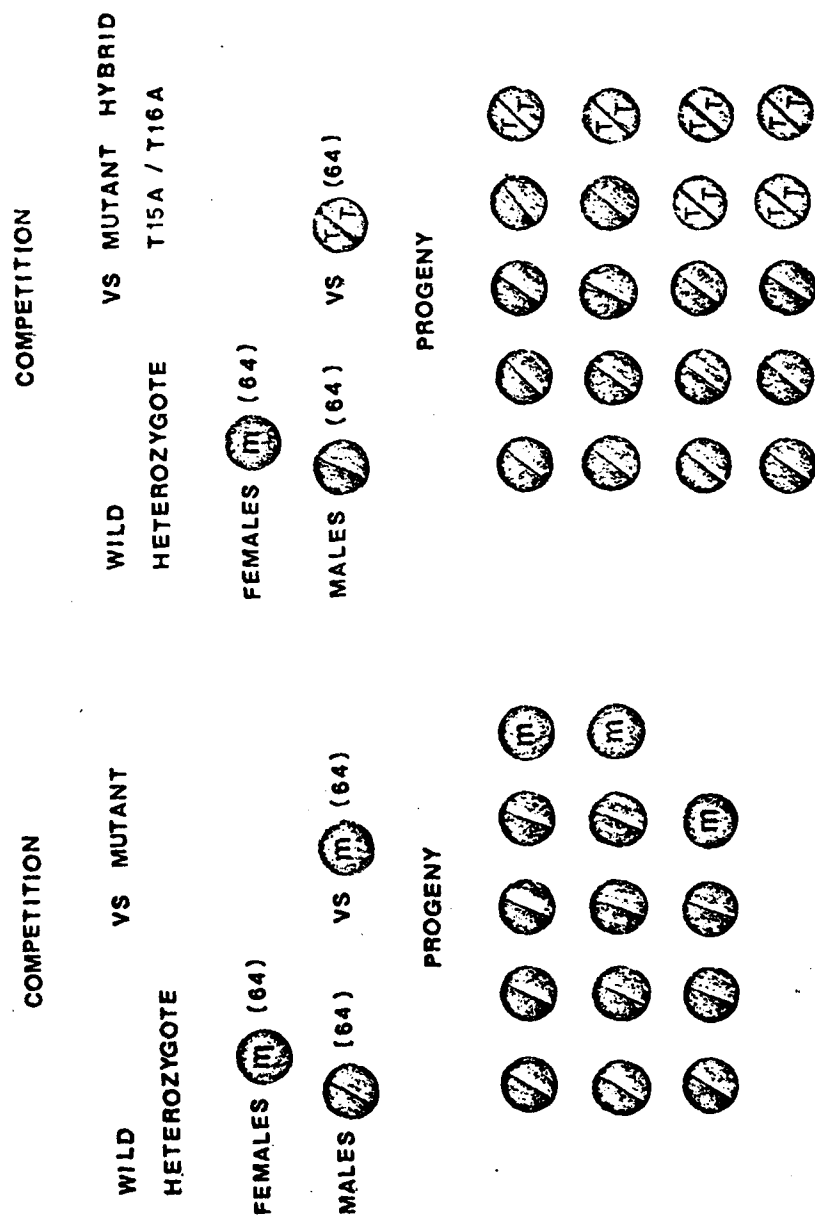 COMPETITION
WILD VS MUTANT
HETEROZYGOTE
FEMALES m (64)
MALES (64) VS m (64)
PROGENY
m
m
m
COMPETITION
WILD VS MUTANT HYBRID
HETEROZYGOTE T15A / T16A
FEMALES m (64)
MALES (64) VS T T (64)
PROGENY
T T
T T
T T T T
T T T T